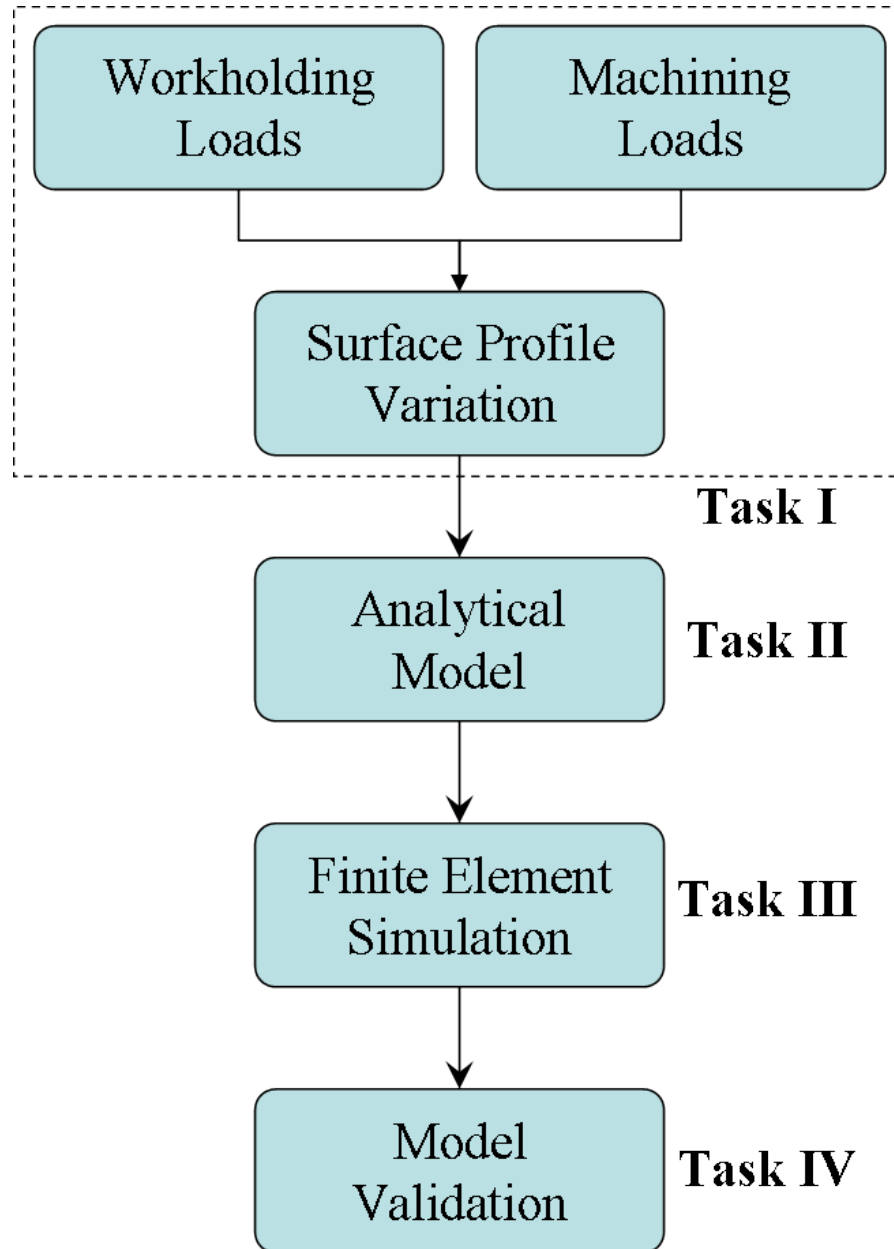 Workholding
Loads
Machining
Loads
Surface Profile
Variation
Task I
Analytical
Model
Task II
Finite Element
Simulation
Task III
Model
Validation
Task IV